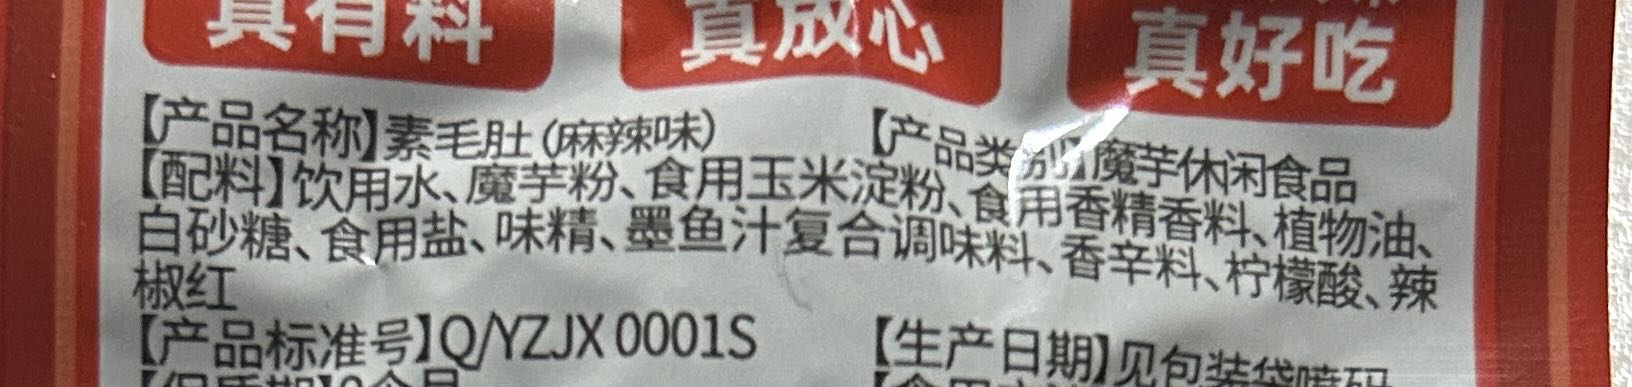 真有料 真放心 真好吃
【产品名称】素毛肚(麻辣味) 【产品类别】魔芋休闲食品
【配料】饮用水、魔芋粉、食用玉米淀粉、食用香精香料、植物油、
白砂糖、食用盐、味精、墨鱼汁复合调味料、香辛料、柠檬酸、辣
椒红
【产品标准号】Q/YZJX 0001S 【生产日期】见包装袋喷码